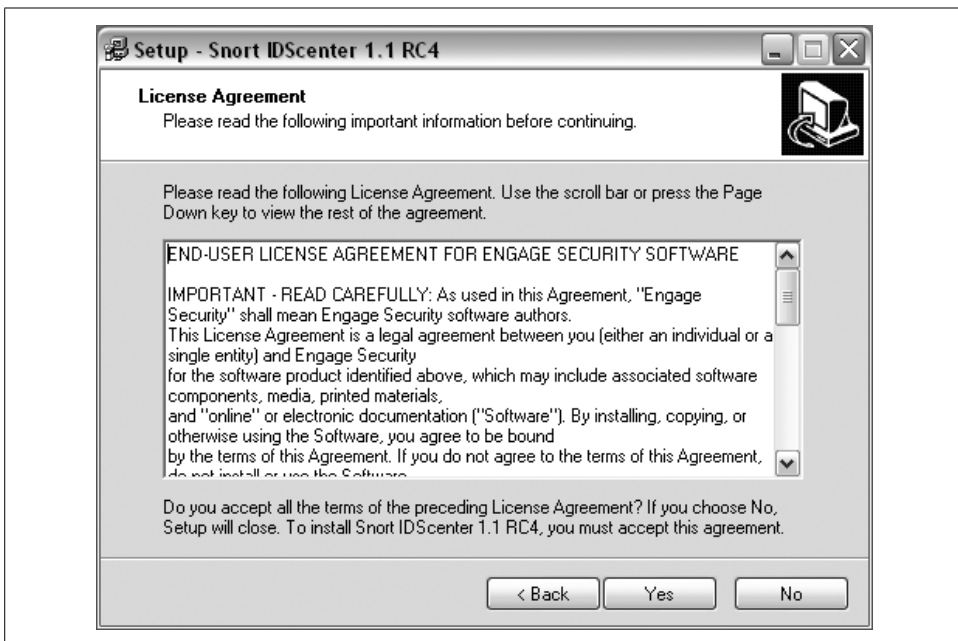 Setup - Snort IDScenter 1.1 RC4
License Agreement
Please read the following important information before continuing.
Please read the following License Agreement. Use the scroll bar or press the Page
Down key to view the rest of the agreement.
END-USER LICENSE AGREEMENT FOR ENGAGE SECURITY SOFTWARE
IMPORTANT - READ CAREFULLY: As used in this Agreement, "Engage
Security" shall mean Engage Security software authors.
This License Agreement is a legal agreement between you (either an individual or a
single entity) and Engage Security
for the software product identified above, which may include associated software
components, media, printed materials,
and "online" or electronic documentation ("Software"). By installing, copying, or
otherwise using the Software, you agree to be bound
by the terms of this Agreement. If you do not agree to the terms of this Agreement,
do not install or use the Software
Do you accept all the terms of the preceding License Agreement? If you choose No,
Setup will close. To install Snort IDScenter 1.1 RC4, you must accept this agreement.
< Back Yes No